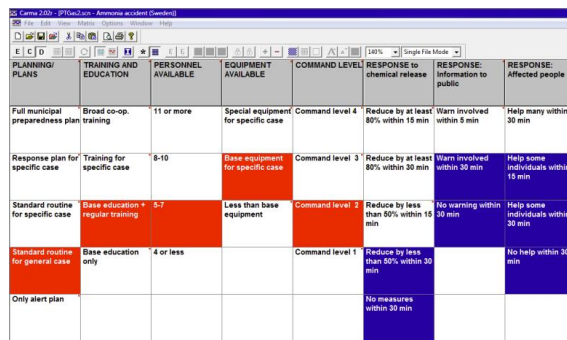 Carma 2.02r - [PTGas2.scn - Ammonia accident (Sweden)]
File Edit View Matrix Options Window Help
E C D 140% Single File Mode
PLANNING/ PLANS
TRAINING AND EDUCATION
PERSONNEL AVAILABLE
EQUIPMENT AVAILABLE
COMMAND LEVEL
RESPONSE to chemical release
RESPONSE: Information to public
RESPONSE: Affected people
Full municipal preparedness plan
Broad co-op. training
11 or more
Special equipment for specific case
Command level 4
Reduce by at least 80% within 15 min
Warn involved within 5 min
Help many within 30 min
Response plan for specific case
Training for specific case
8-10
Base equipment for specific case
Command level 3
Reduce by at least 80% within 30 min
Warn involved within 30 min
Help some individuals within 15 min
Standard routine for specific case
Base education + regular training
5-7
Less than base equipment
Command level 2
Reduce by less than 50% within 15 min
No warning within 30 min
Help some individuals within 30 min
Standard routine for general case
Base education only
4 or less
Command level 1
Reduce by less than 50% within 30 min
No help within 30 min
Only alert plan
No measures within 30 min